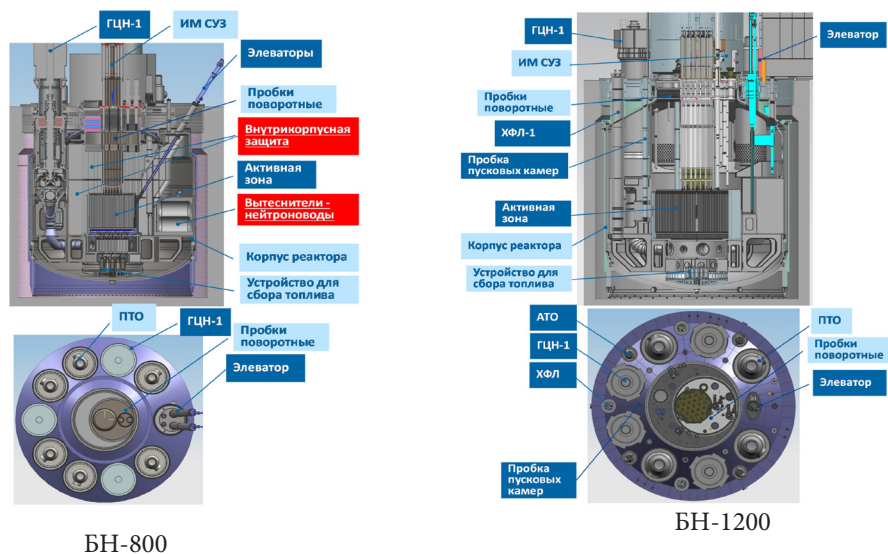 ГЦН-1
ИМ СУЗ
Элеваторы
Пробки
поворотные
Внутрикорпусная
защита
Активная
зона
Вытеснители -
нейтроноводы
Корпус реактора
Устройство для
сбора топлива
ПТО
ГЦН-1
Пробки
поворотные
Элеватор
БН-800
ГЦН-1
Элеватор
ИМ СУЗ
Пробки
поворотные
ХФЛ-1
Пробка
пусковых камер
Активная
зона
Корпус реактора
Устройство для
сбора топлива
АТО
ПТО
ГЦН-1
Пробки
поворотные
ХФЛ
Элеватор
Пробка
пусковых
камер
БН-1200